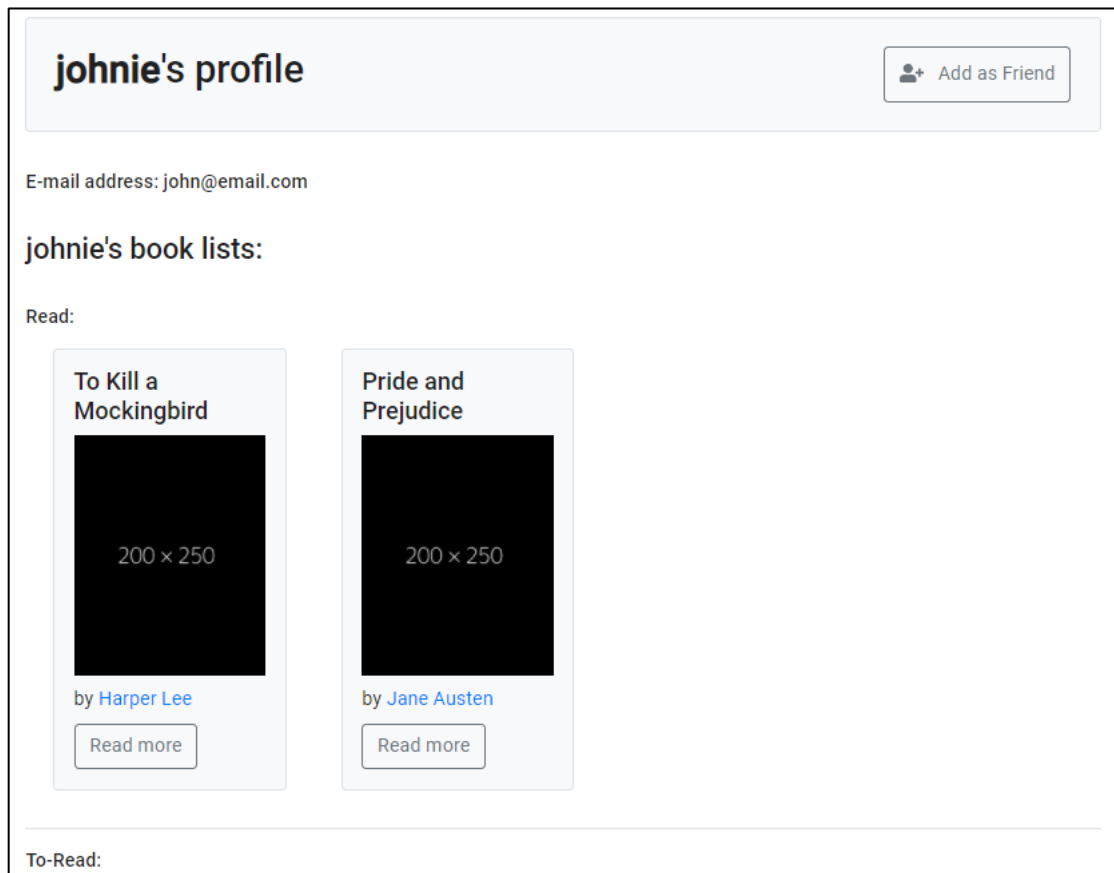 johnie's profile
Add as Friend
E-mail address: john@email.com
johnie's book lists:
Read:
To Kill a
Mockingbird
200 × 250
by Harper Lee
Read more
Pride and
Prejudice
200 × 250
by Jane Austen
Read more
To-Read: